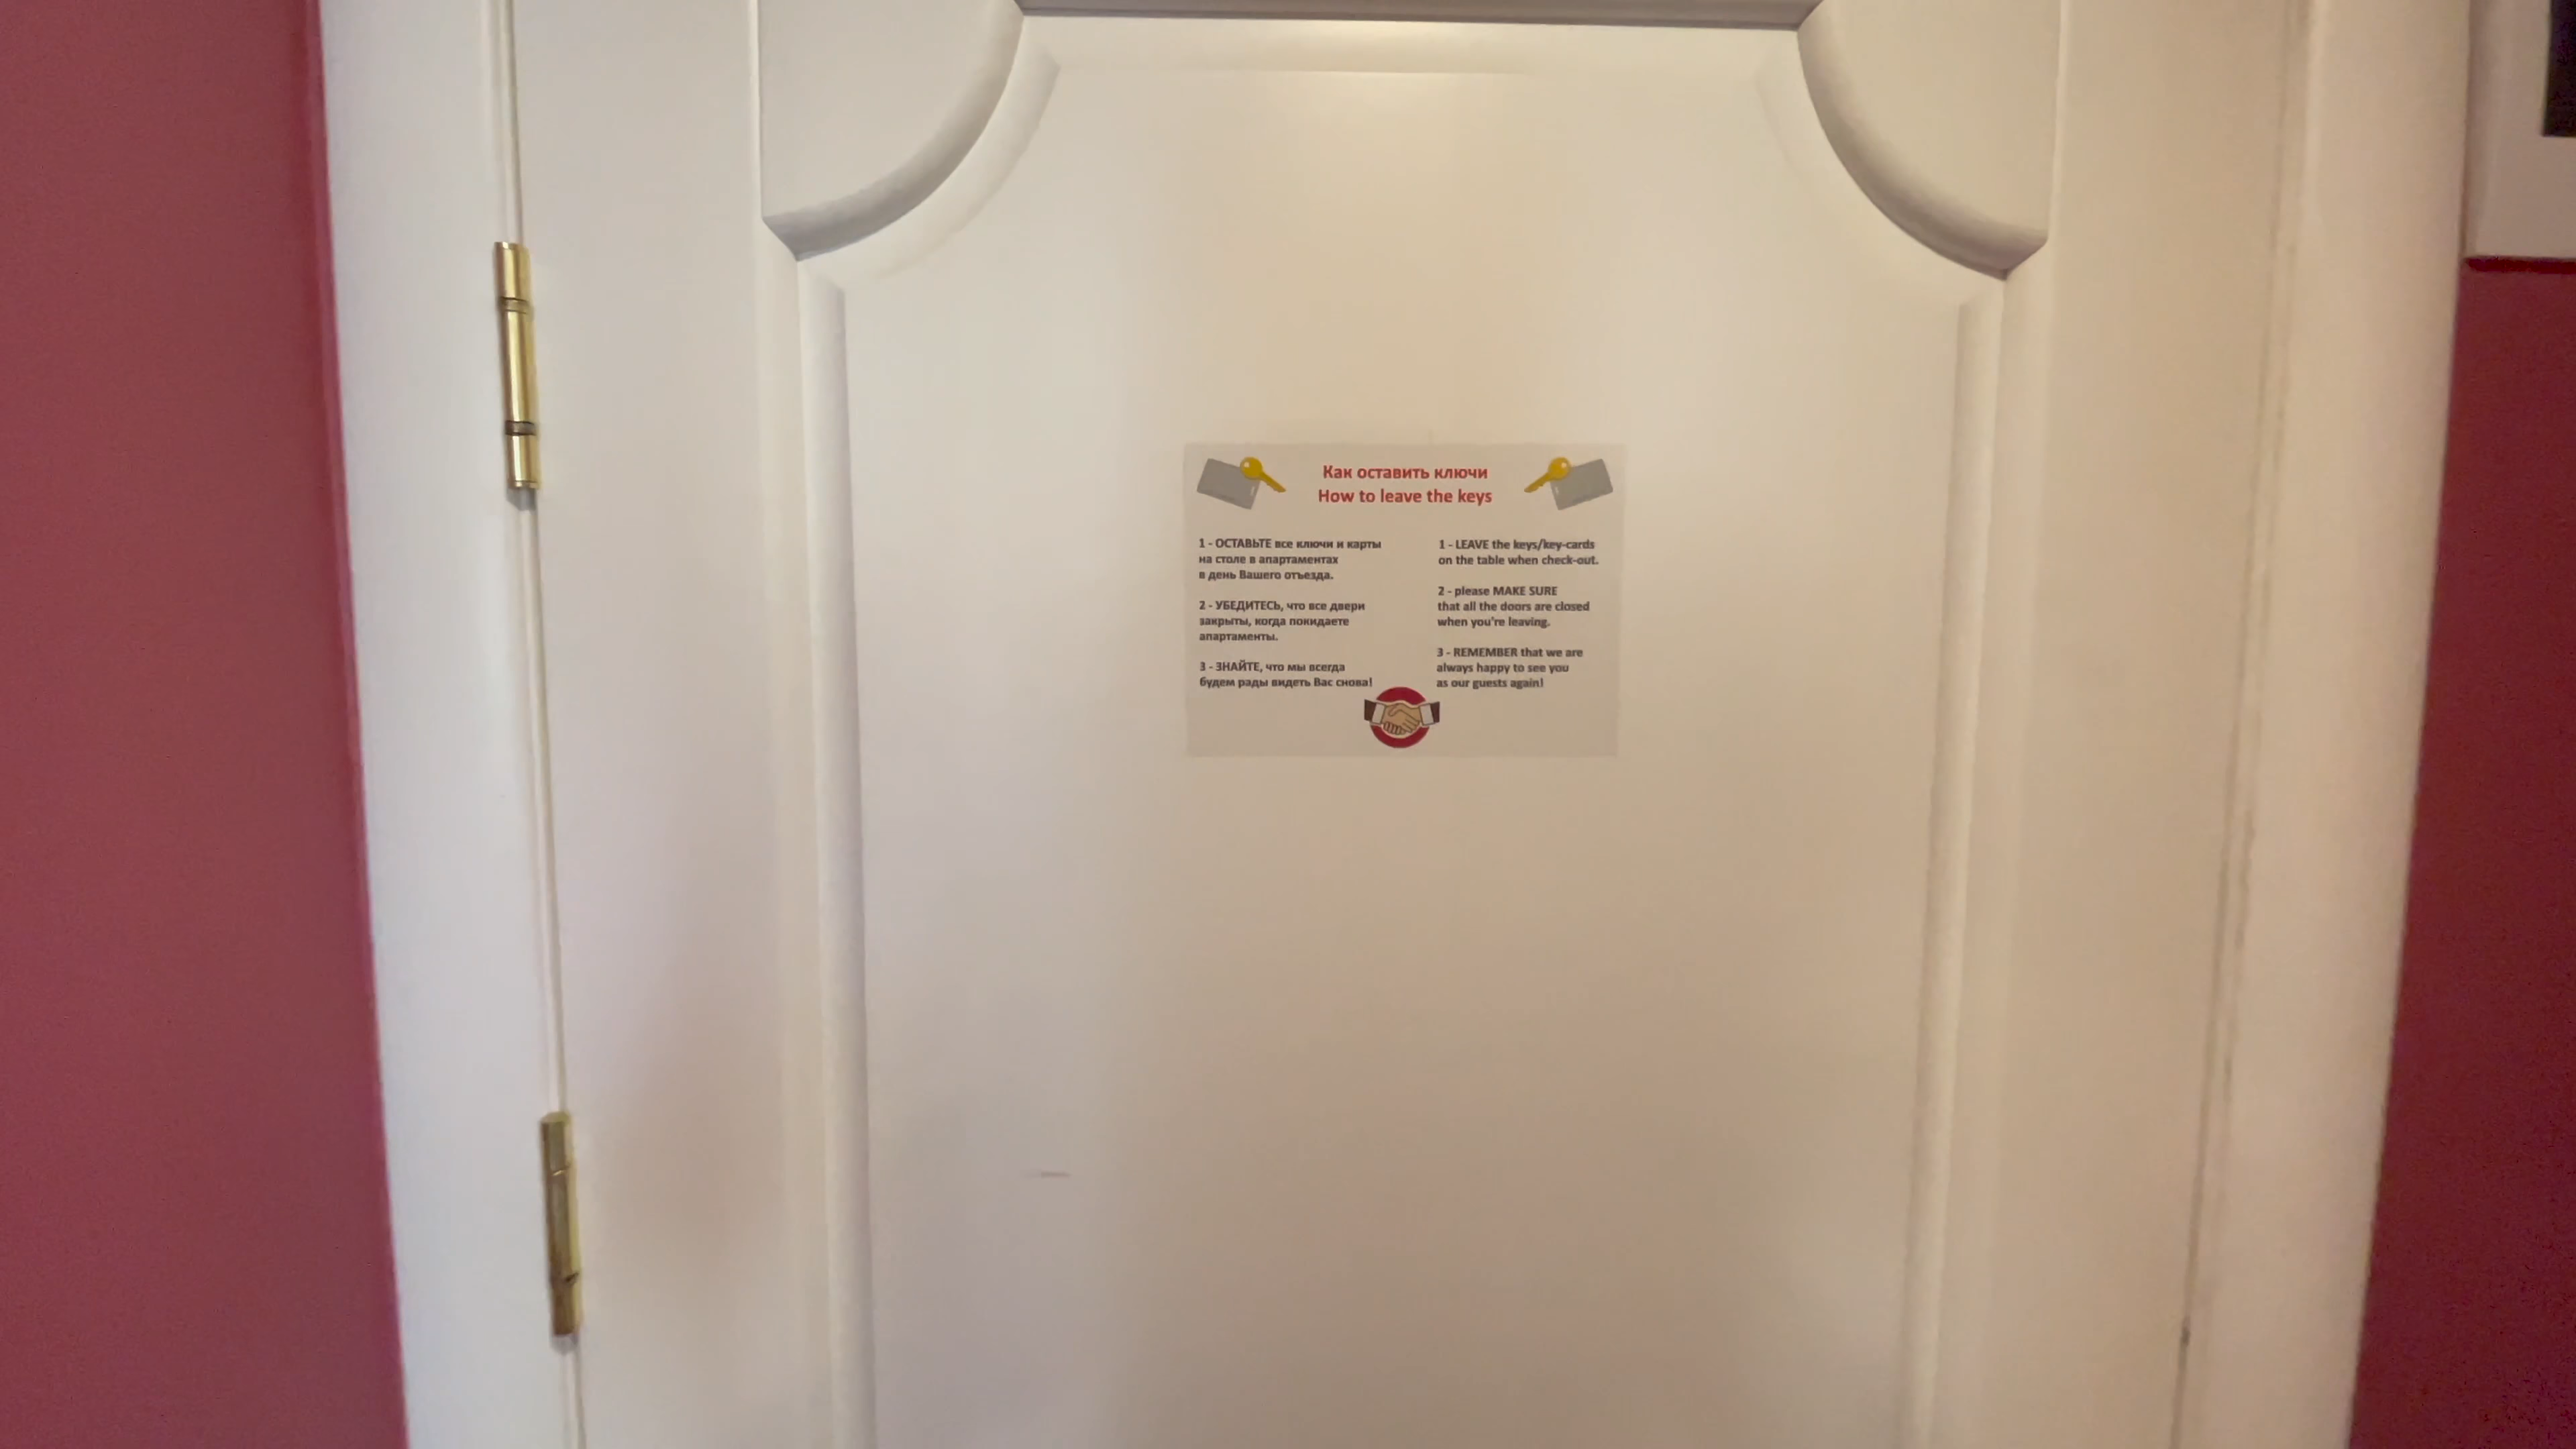 Как оставить ключи
How to leave the keys
1 - ОСТАВЬТЕ все ключи и карты
на столе в апартаментах
в день Вашего отъезда.
2 - УБЕДИТЕСЬ, что все двери
закрыты, когда покидаете
апартаменты.
3 - ЗНАЙТЕ, что мы всегда
будем рады видеть Вас снова!
1 - LEAVE the keys/key-cards
on the table when check-out.
2 - please MAKE SURE
that all the doors are closed
when you're leaving.
3 - REMEMBER that we are
always happy to see you
as our guests again!